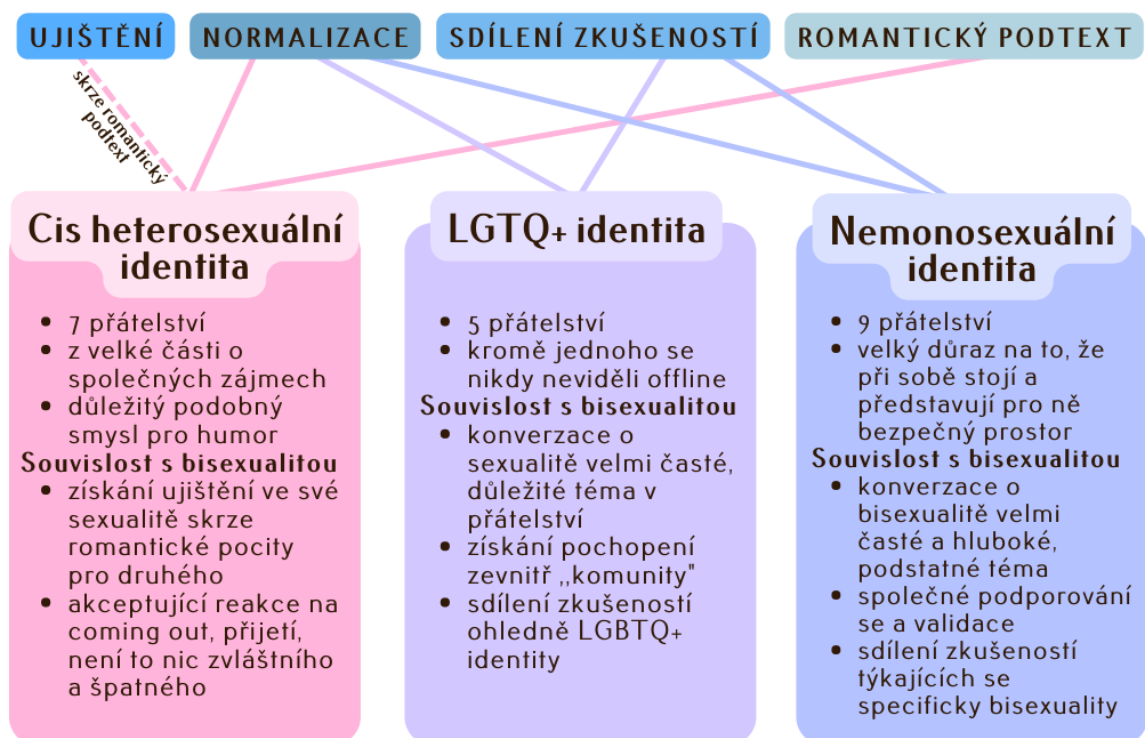 UJIŠTĚNÍ
NORMALIZACE
SDÍLENÍ ZKUŠENOSTÍ
ROMANTICKÝ PODTEXT
skrze romantický
podtext
Cis heterosexuální
identita
• 7 přátelství
• z velké části o
společných zájmech
• důležitý podobný
smysl pro humor
Souvislost s bisexualitou
• získání ujištění ve své
sexualitě skrze
romantické pocity
pro druhého
• akceptující reakce na
coming out, přijetí,
není to nic zvláštního
a špatného
LGTQ+ identita
• 5 přátelství
• kromě jednoho se
nikdy neviděli offline
Souvislost s bisexualitou
• konverzace o
sexualitě velmi časté,
důležité téma v
přátelství
• získání pochopení
zevnitř ,,komunity"
• sdílení zkušeností
ohledně LGBTQ+
identity
Nemonosexuální
identita
• 9 přátelství
• velký důraz na to, že
při sobě stojí a
představují pro ně
bezpečný prostor
Souvislost s bisexualitou
• konverzace o
bisexualitě velmi
časté a hluboké,
podstatné téma
• společné podporování
se a validace
• sdílení zkušeností
týkajících se
specificky bisexuality